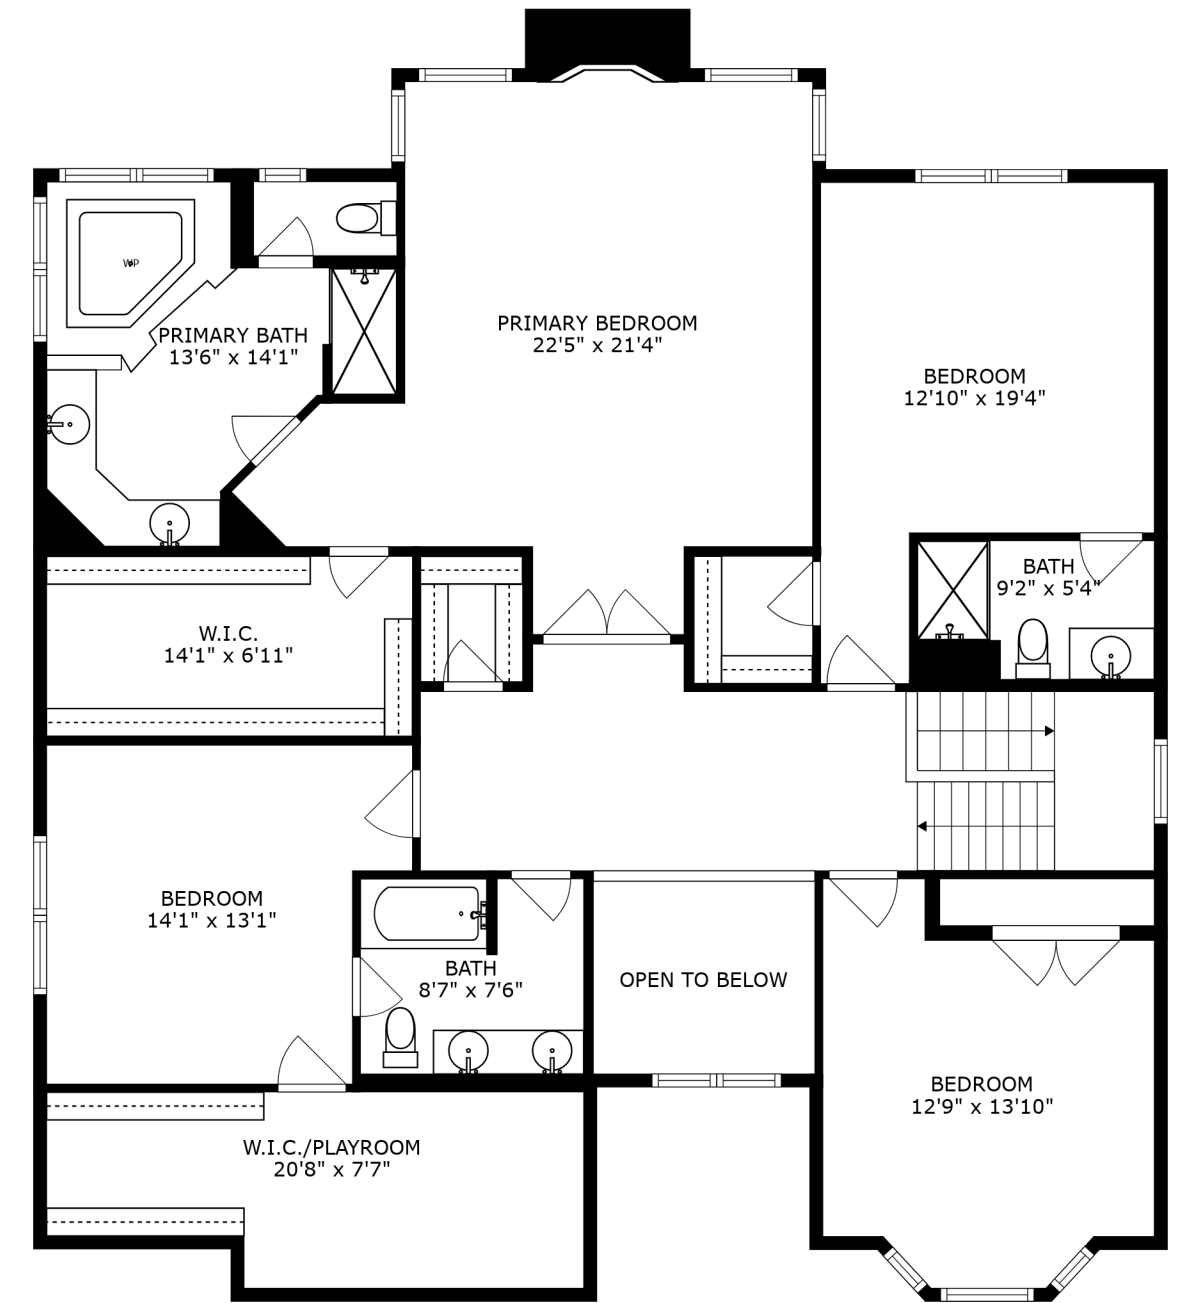 WP
PRIMARY BATH
13'6" x 14'1"
PRIMARY BEDROOM
22'5" x 21'4"
BEDROOM
12'10" x 19'4"
BATH
9'2" x 5'4"
W.I.C.
14'1" x 6'11"
BEDROOM
14'1" x 13'1"
BATH
8'7" x 7'6"
OPEN TO BELOW
BEDROOM
12'9" x 13'10"
W.I.C./PLAYROOM
20'8" x 7'7"